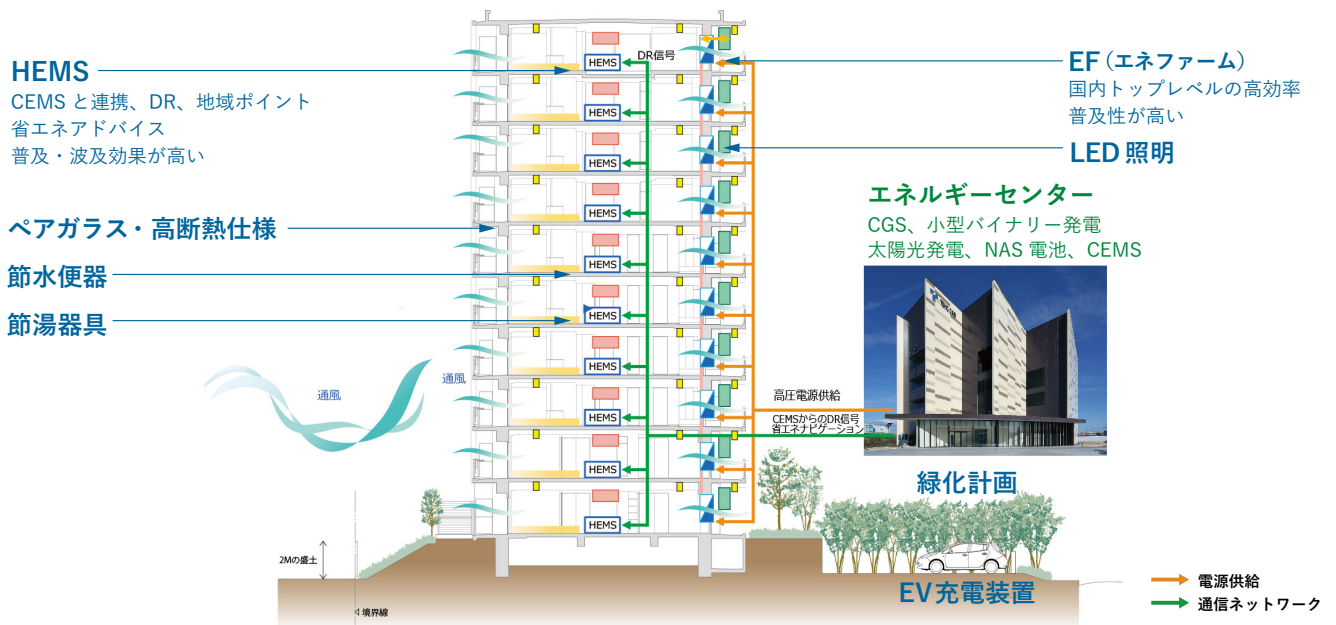 HEMS
CEMS と連携、DR、地域ポイント
省エネアドバイス
普及・波及効果が高い
ペアガラス・高断熱仕様
節水便器
節湯器具
通風
通風
DR信号
HEMS
HEMS
HEMS
HEMS
HEMS
HEMS
HEMS
HEMS
HEMS
HEMS
EF（エネファーム）
国内トップレベルの高効率
普及性が高い
LED 照明
エネルギーセンター
CGS、小型バイナリー発電
太陽光発電、NAS 電池、CEMS
高圧電源供給
CEMSからのDR信号
省エネナビゲーション
緑化計画
EV充電装置
2Mの盛土
境界線
電源供給
通信ネットワーク